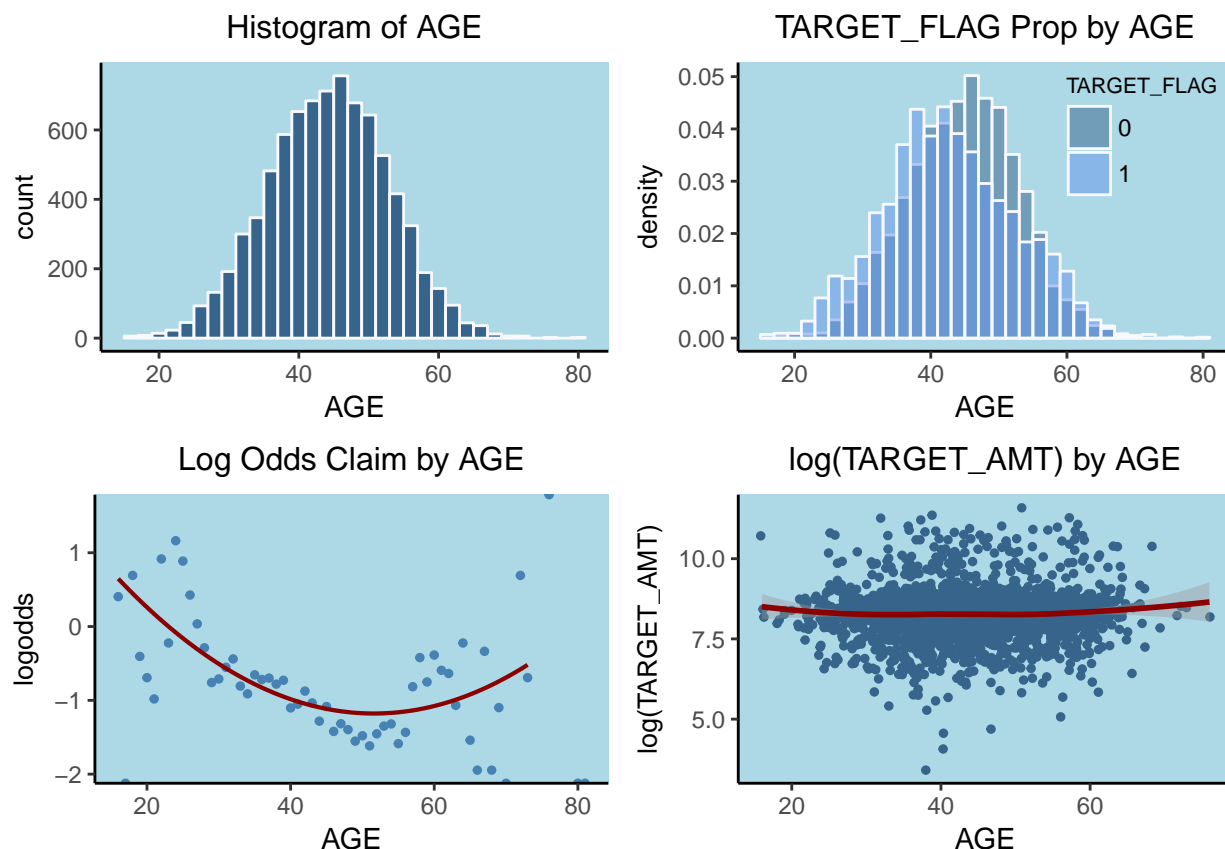 Histogram of AGE
600
400
200
0
count
20 40 60 80
AGE
TARGET_FLAG Prop by AGE
0.05
0.04
0.03
0.02
0.01
0.00
density
TARGET_FLAG
0
1
20 40 60 80
AGE
Log Odds Claim by AGE
1
0
−1
−2
logodds
20 40 60 80
AGE
log(TARGET_AMT) by AGE
10.0
7.5
5.0
log(TARGET_AMT)
20 40 60
AGE